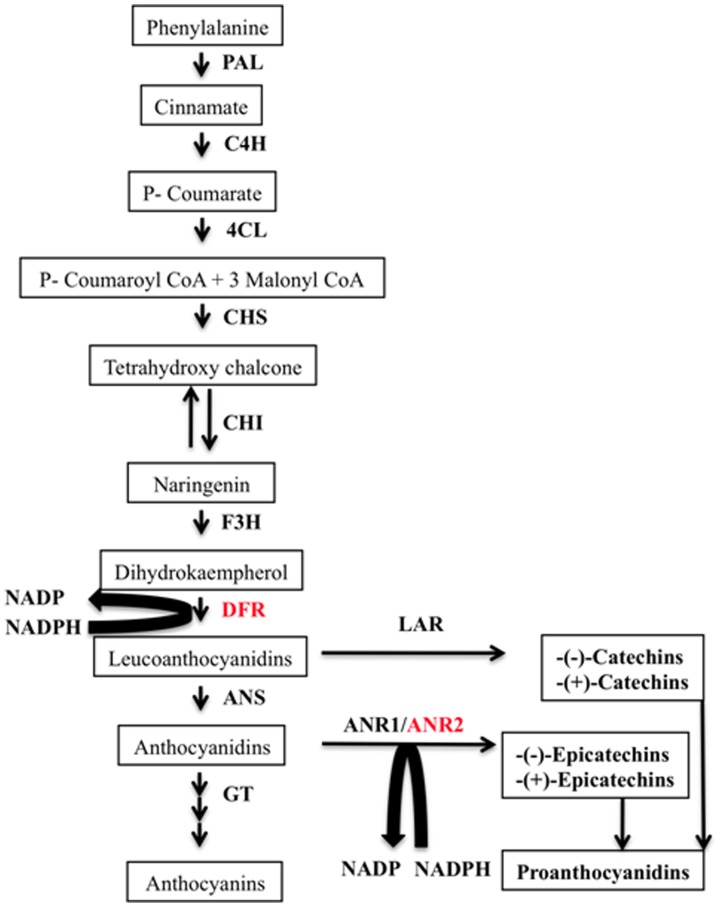 Phenylalanine
PAL
Cinnamate
C4H
P- Coumarate
4CL
P- Coumaroyl CoA + 3 Malonyl CoA
CHS
Tetrahydroxy chalcone
CHI
Naringenin
F3H
Dihydrokaempherol
NADP
DFR
NADPH
LAR
Leucoanthocyanidins
-(-)-Catechins
-(+)-Catechins
ANS
ANR1/ANR2
Anthocyanidins
-(-)-Epicatechins
-(+)-Epicatechins
GT
NADP NADPH
Proanthocyanidins
Anthocyanins